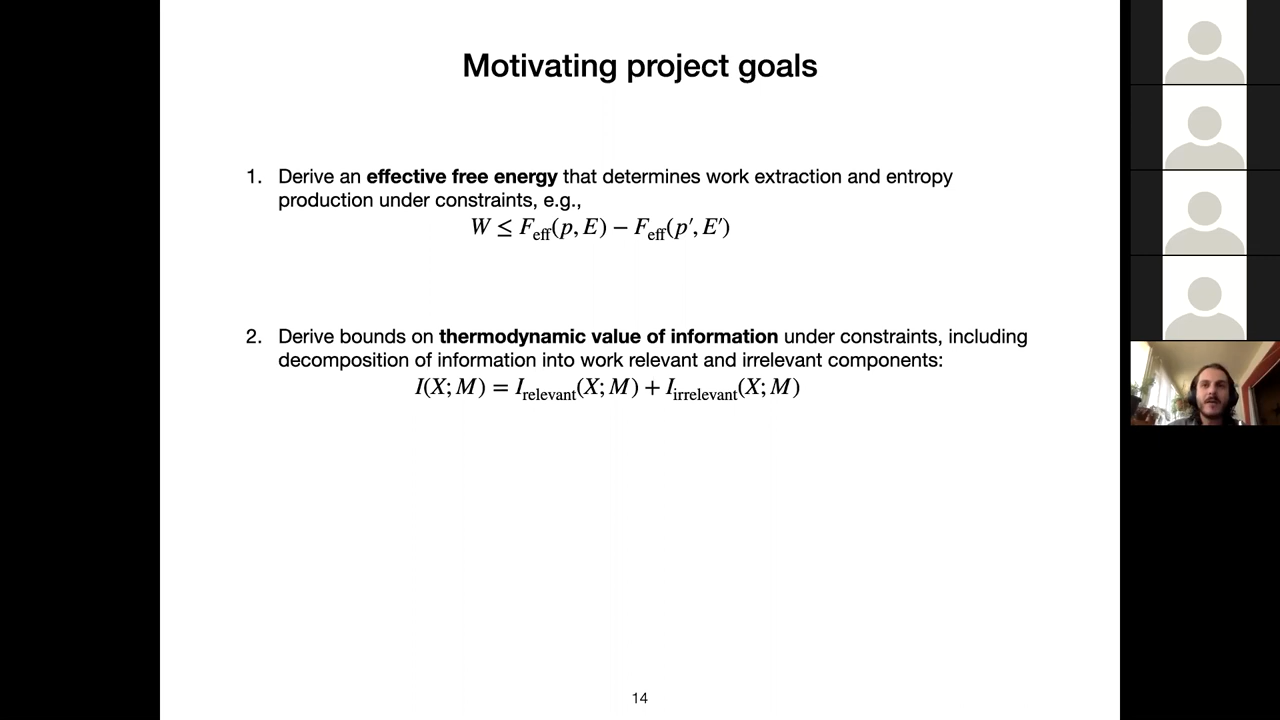 Motivating project goals
1. Derive an effective free energy that determines work extraction and entropy
production under constraints, e.g.,
W ≤ F_eff(p, E) − F_eff(p′, E′)
2. Derive bounds on thermodynamic value of information under constraints, including
decomposition of information into work relevant and irrelevant components:
I(X; M) = I_relevant(X; M) + I_irrelevant(X; M)
14